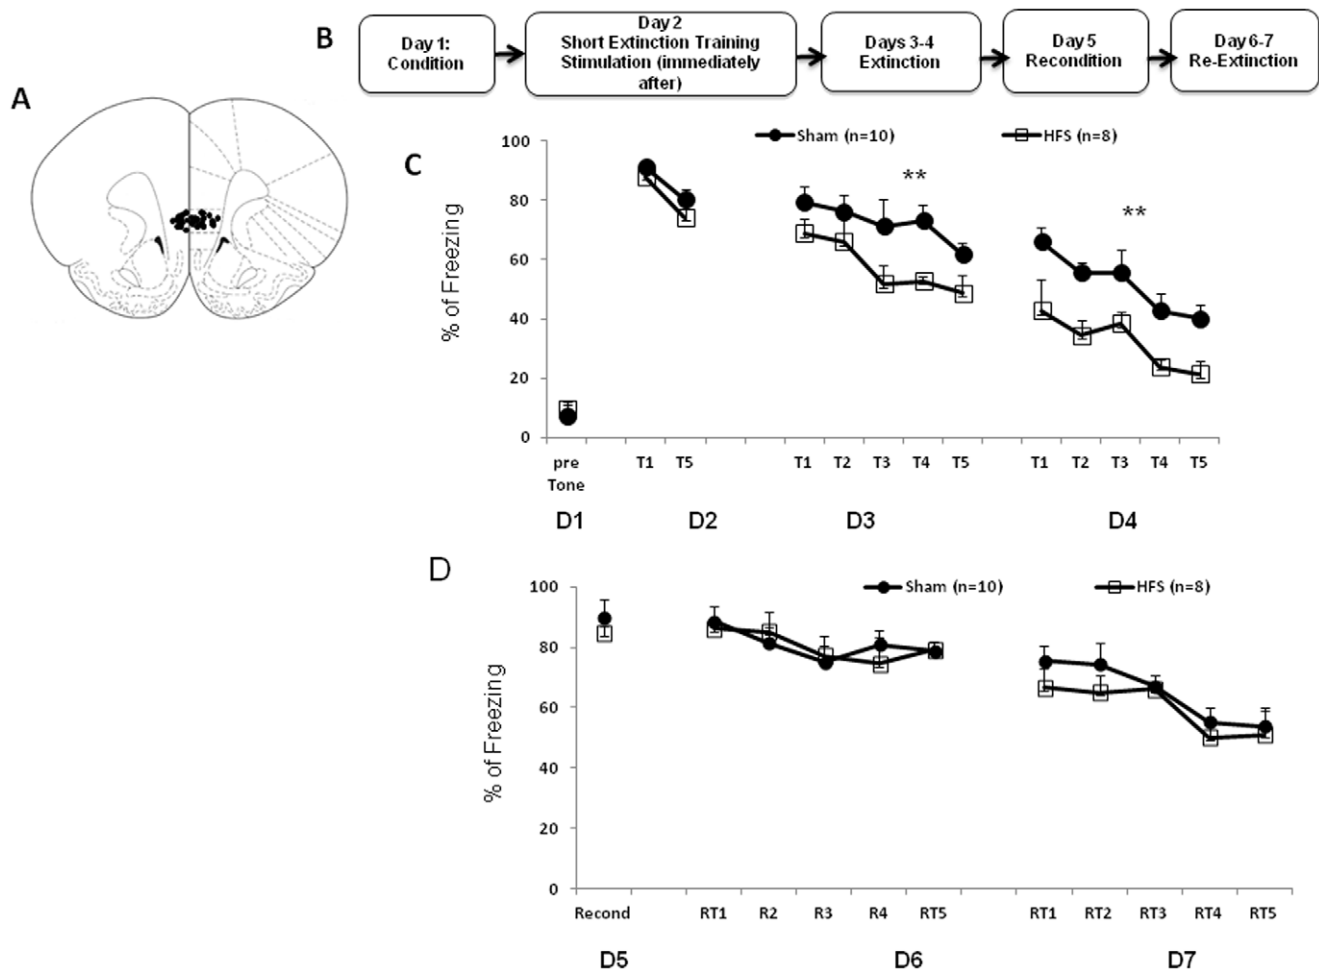 B
Day 1:
Condition
Day 2
Short Extinction Training
Stimulation (immediately
after)
Days 3-4
Extinction
Day 5
Recondition
Day 6-7
Re-Extinction
A
C
Sham (n=10)
HFS (n=8)
**
**
% of Freezing
100
80
60
40
20
0
pre
Tone
T1 T5
T1 T2 T3 T4 T5
T1 T2 T3 T4 T5
D1 D2 D3 D4
D
Sham (n=10)
HFS (n=8)
% of Freezing
100
80
60
40
20
0
Recond RT1 R2 R3 R4 RT5 RT1 RT2 RT3 RT4 RT5
D5 D6 D7